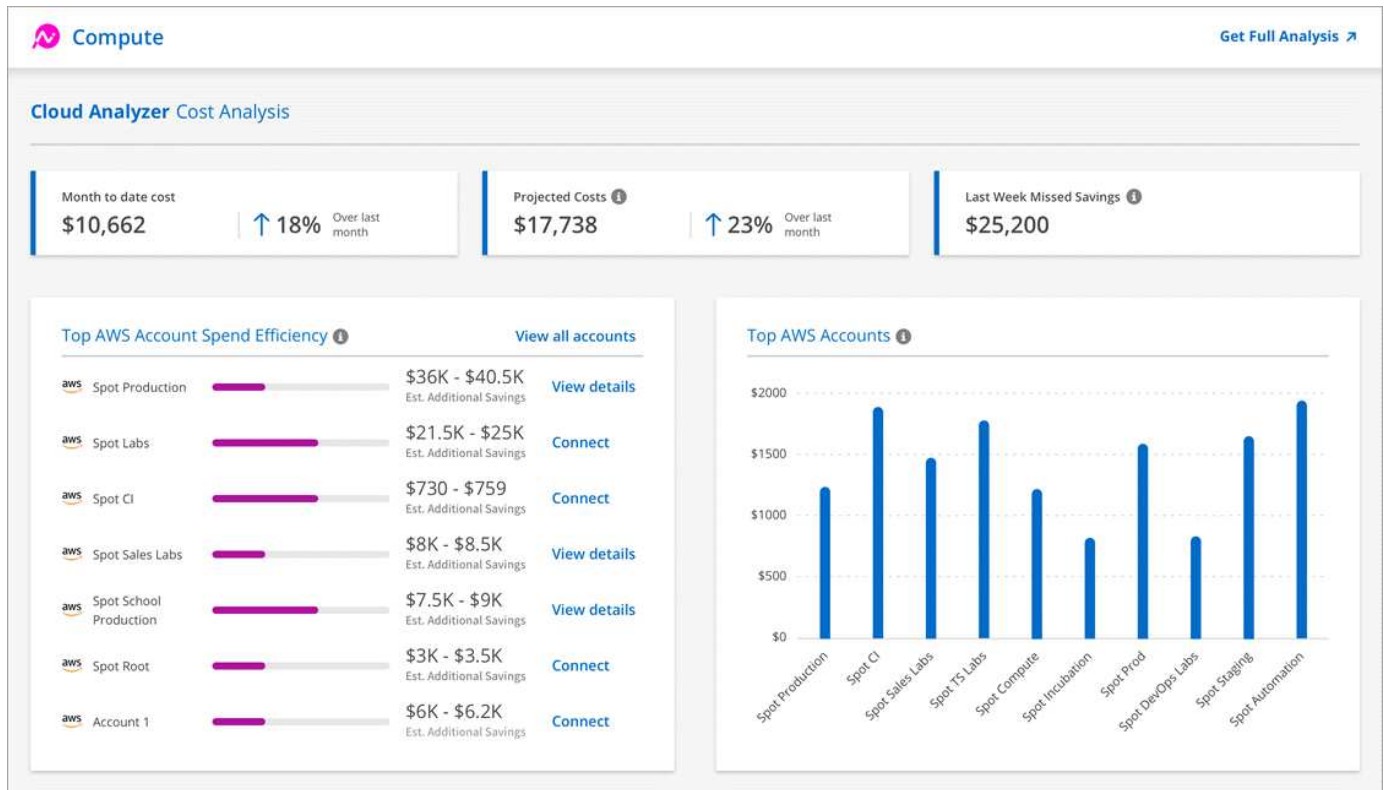 Compute
Get Full Analysis ↗
Cloud Analyzer Cost Analysis
Month to date cost
$10,662
↑ 18%
Over last
month
Projected Costs
$17,738
↑ 23%
Over last
month
Last Week Missed Savings
$25,200
Top AWS Account Spend Efficiency
View all accounts
aws Spot Production
$36K - $40.5K
Est. Additional Savings
View details
aws Spot Labs
$21.5K - $25K
Est. Additional Savings
Connect
aws Spot CI
$730 - $759
Est. Additional Savings
Connect
aws Spot Sales Labs
$8K - $8.5K
Est. Additional Savings
View details
aws Spot School
Production
$7.5K - $9K
Est. Additional Savings
View details
aws Spot Root
$3K - $3.5K
Est. Additional Savings
Connect
aws Account 1
$6K - $6.2K
Est. Additional Savings
Connect
Top AWS Accounts
$2000
$1500
$1000
$500
$0
Spot Production
Spot CI
Spot Sales Labs
Spot TS Labs
Spot Compute
Spot Incubation
Spot Prod
Spot DevOps Labs
Spot Staging
Spot Automation